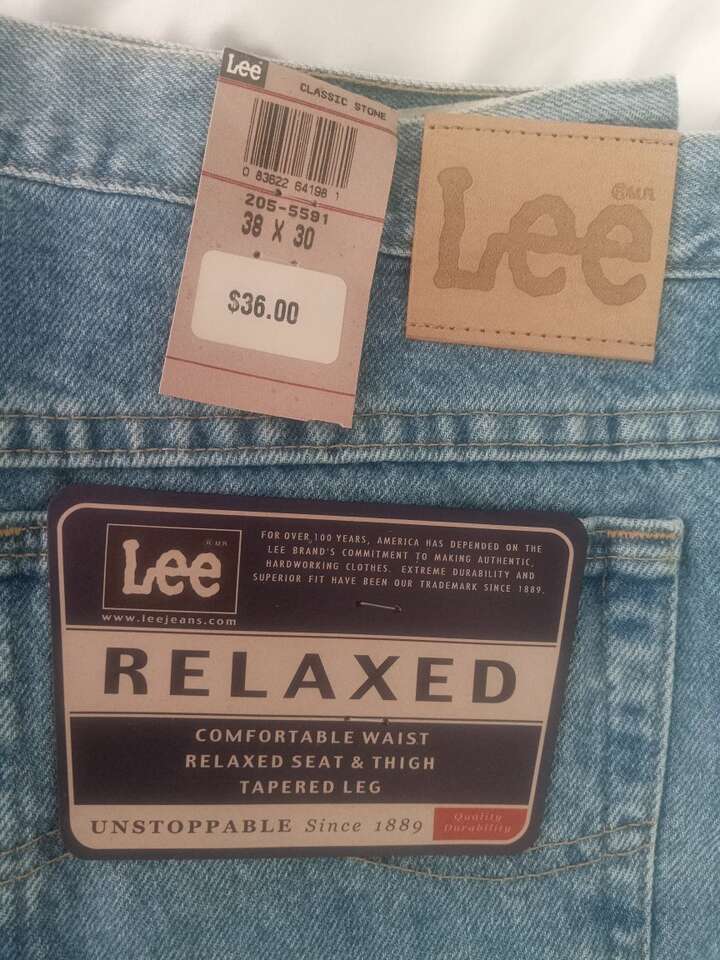 Lee
CLASSIC STONE
0 83622 64198 1
205-5591
38 X 30
$36.00
Lee ®M.R.
Lee ®M.R.
www.leejeans.com
FOR OVER 100 YEARS, AMERICA HAS DEPENDED ON THE
LEE BRAND'S COMMITMENT TO MAKING AUTHENTIC,
HARDWORKING CLOTHES. EXTREME DURABILITY AND
SUPERIOR FIT HAVE BEEN OUR TRADEMARK SINCE 1889.
RELAXED
COMFORTABLE WAIST
RELAXED SEAT & THIGH
TAPERED LEG
UNSTOPPABLE Since 1889
Quality
Durability